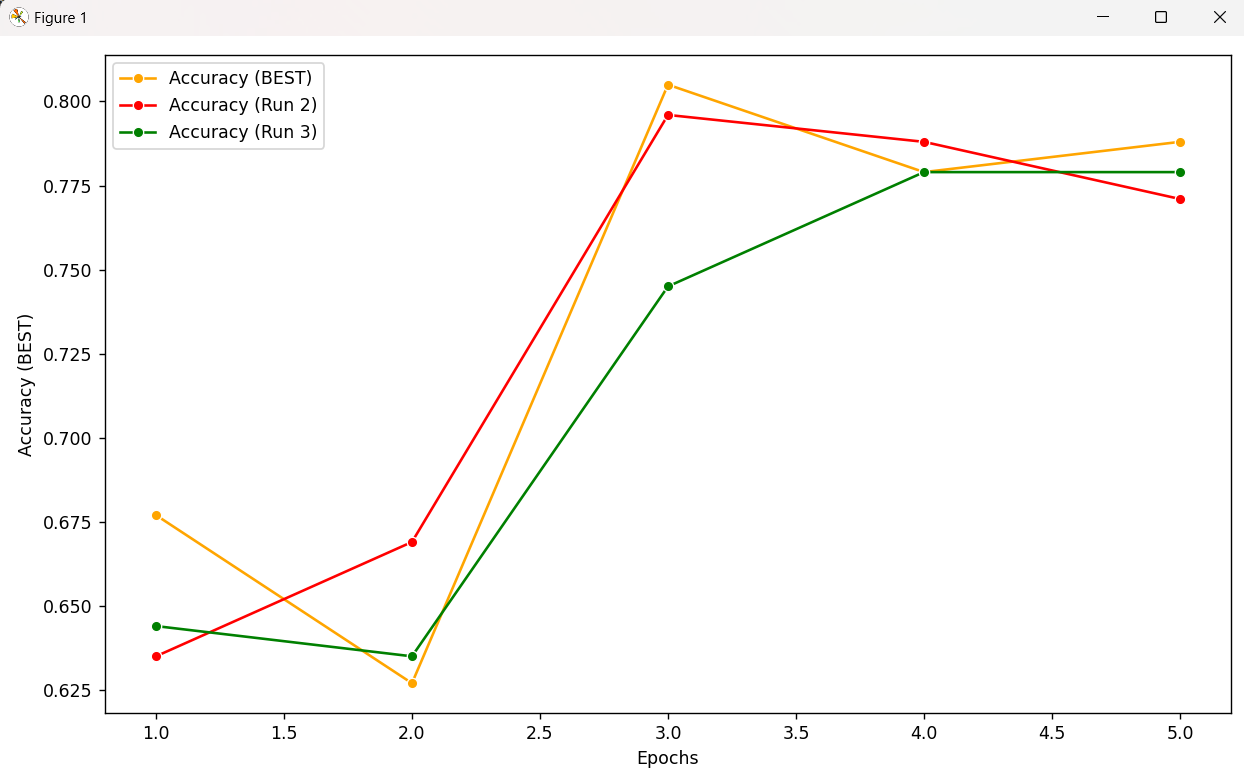 Figure 1
Accuracy (BEST)
Accuracy (Run 2)
Accuracy (Run 3)
0.800
0.775
0.750
0.725
0.700
0.675
0.650
0.625
Accuracy (BEST)
1.0 1.5 2.0 2.5 3.0 3.5 4.0 4.5 5.0
Epochs